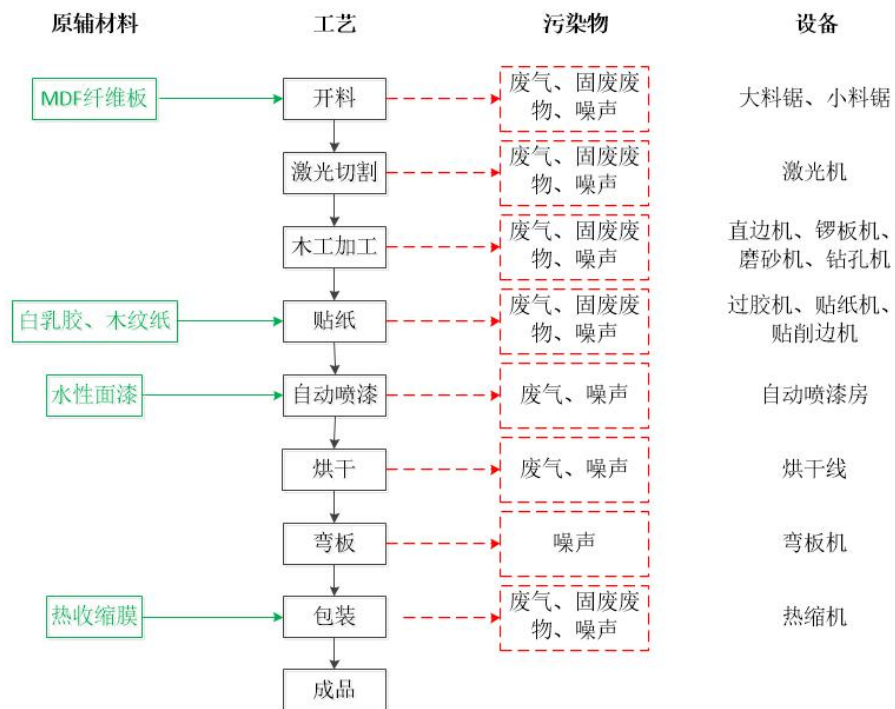 原辅材料 工艺 污染物 设备
MDF纤维板 开料 废气、固废废 大料锯、小料锯
物、噪声
激光切割 废气、固废废 激光机
物、噪声
木工加工 废气、固废废 直边机、锣板机、
物、噪声 磨砂机、钻孔机
白乳胶、木纹纸 贴纸 废气、固废废 过胶机、贴纸机、
物、噪声 贴削边机
水性面漆 自动喷漆 废气、噪声 自动喷漆房
烘干 废气、噪声 烘干线
弯板 噪声 弯板机
热收缩膜 包装 废气、固废废 热缩机
物、噪声
成品